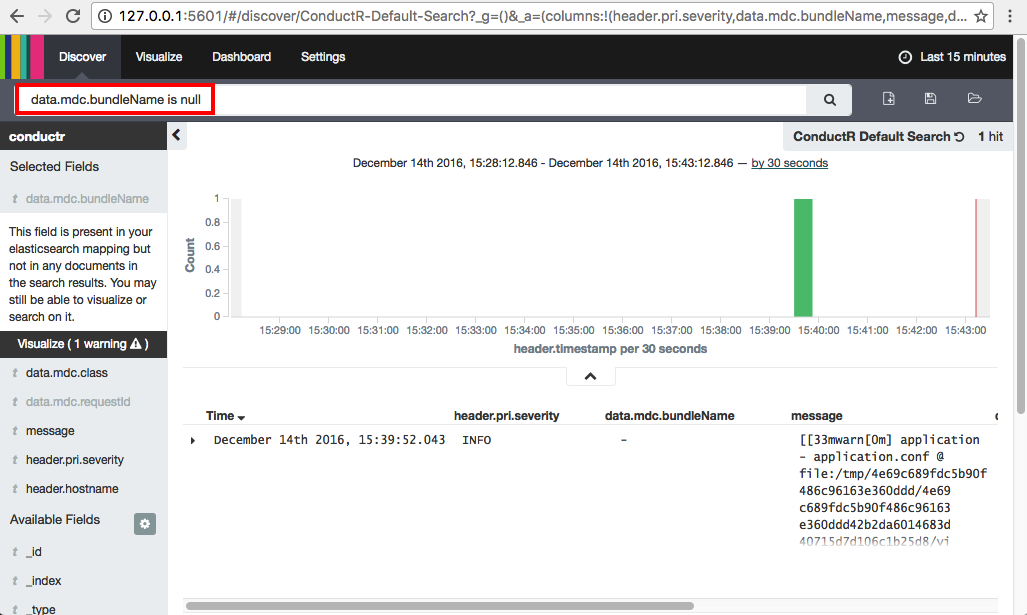 127.0.0.1:5601/#/discover/ConductR-Default-Search?_g=()&_a=(columns:!(header.pri.severity,data.mdc.bundleName,message,d...
Discover Visualize Dashboard Settings Last 15 minutes
data.mdc.bundleName is null
conductr
ConductR Default Search 1 hit
Selected Fields
t data.mdc.bundleName
This field is present in your
elasticsearch mapping but
not in any documents in
the search results. You may
still be able to visualize or
search on it.
Visualize ( 1 warning )
t data.mdc.class
t data.mdc.requestId
t message
t header.pri.severity
t header.hostname
Available Fields
t _id
t _index
t _type
December 14th 2016, 15:28:12.846 - December 14th 2016, 15:43:12.846 — by 30 seconds
Count
1
0.8
0.6
0.4
0.2
0
15:29:00 15:30:00 15:31:00 15:32:00 15:33:00 15:34:00 15:35:00 15:36:00 15:37:00 15:38:00 15:39:00 15:40:00 15:41:00 15:42:00 15:43:00
header.timestamp per 30 seconds
Time header.pri.severity data.mdc.bundleName message
December 14th 2016, 15:39:52.043 INFO - [[33mwarn[0m] application
- application.conf @
file:/tmp/4e69c689fdc5b90f
486c96163e360ddd/4e69
c689fdc5b90f486c96163
e360ddd42b2da6014683d
40715d7d106c1b25d8/vi